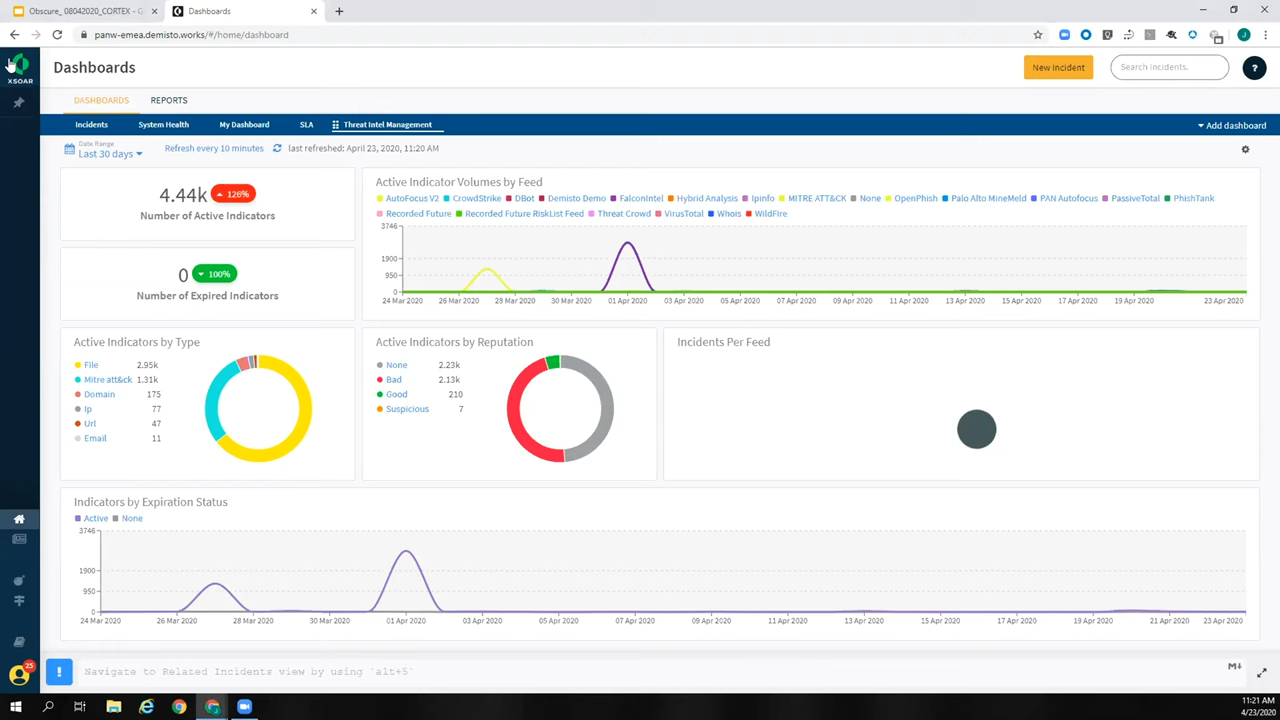 Obscure_ 08042020_CORTEX - G
Dashboards
panw-emea.demisto.works/#/home/dashboard
J
XSOAR
Dashboards
New Incident
Search incidents.
?
DASHBOARDS
REPORTS
Incidents
System Health
My Dashboard
SLA
Threat Intel Management
Add dashboard
Date Range
Last 30 days
Refresh every 10 minutes
last refreshed: April 23, 2020, 11:20 AM
4.44k
126%
Number of Active Indicators
0
100%
Number of Expired Indicators
Active Indicator Volumes by Feed
AutoFocus V2 CrowdStrike DBot Demisto Demo FalconIntel Hybrid Analysis Ipinfo MITRE ATT&CK None OpenPhish Palo Alto MineMeld PAN Autofocus PassiveTotal PhishTank
Recorded Future Recorded Future RiskList Feed Threat Crowd VirusTotal Whois WildFire
3746
1900
950
0
24 Mar 2020 26 Mar 2020 28 Mar 2020 30 Mar 2020 01 Apr 2020 03 Apr 2020 05 Apr 2020 07 Apr 2020 09 Apr 2020 11 Apr 2020 13 Apr 2020 15 Apr 2020 17 Apr 2020 19 Apr 2020 23 Apr 2020
Active Indicators by Type
File 2.95k
Mitre att&ck 1.31k
Domain 175
Ip 77
Url 47
Email 11
Active Indicators by Reputation
None 2.23k
Bad 2.13k
Good 210
Suspicious 7
Incidents Per Feed
Indicators by Expiration Status
Active None
3746
1900
950
0
24 Mar 2020 26 Mar 2020 28 Mar 2020 30 Mar 2020 01 Apr 2020 03 Apr 2020 05 Apr 2020 07 Apr 2020 09 Apr 2020 11 Apr 2020 13 Apr 2020 15 Apr 2020 17 Apr 2020 19 Apr 2020 21 Apr 2020 23 Apr 2020
25
!
Navigate to Related Incidents view by using `alt+5`
M
11:21 AM
4/23/2020